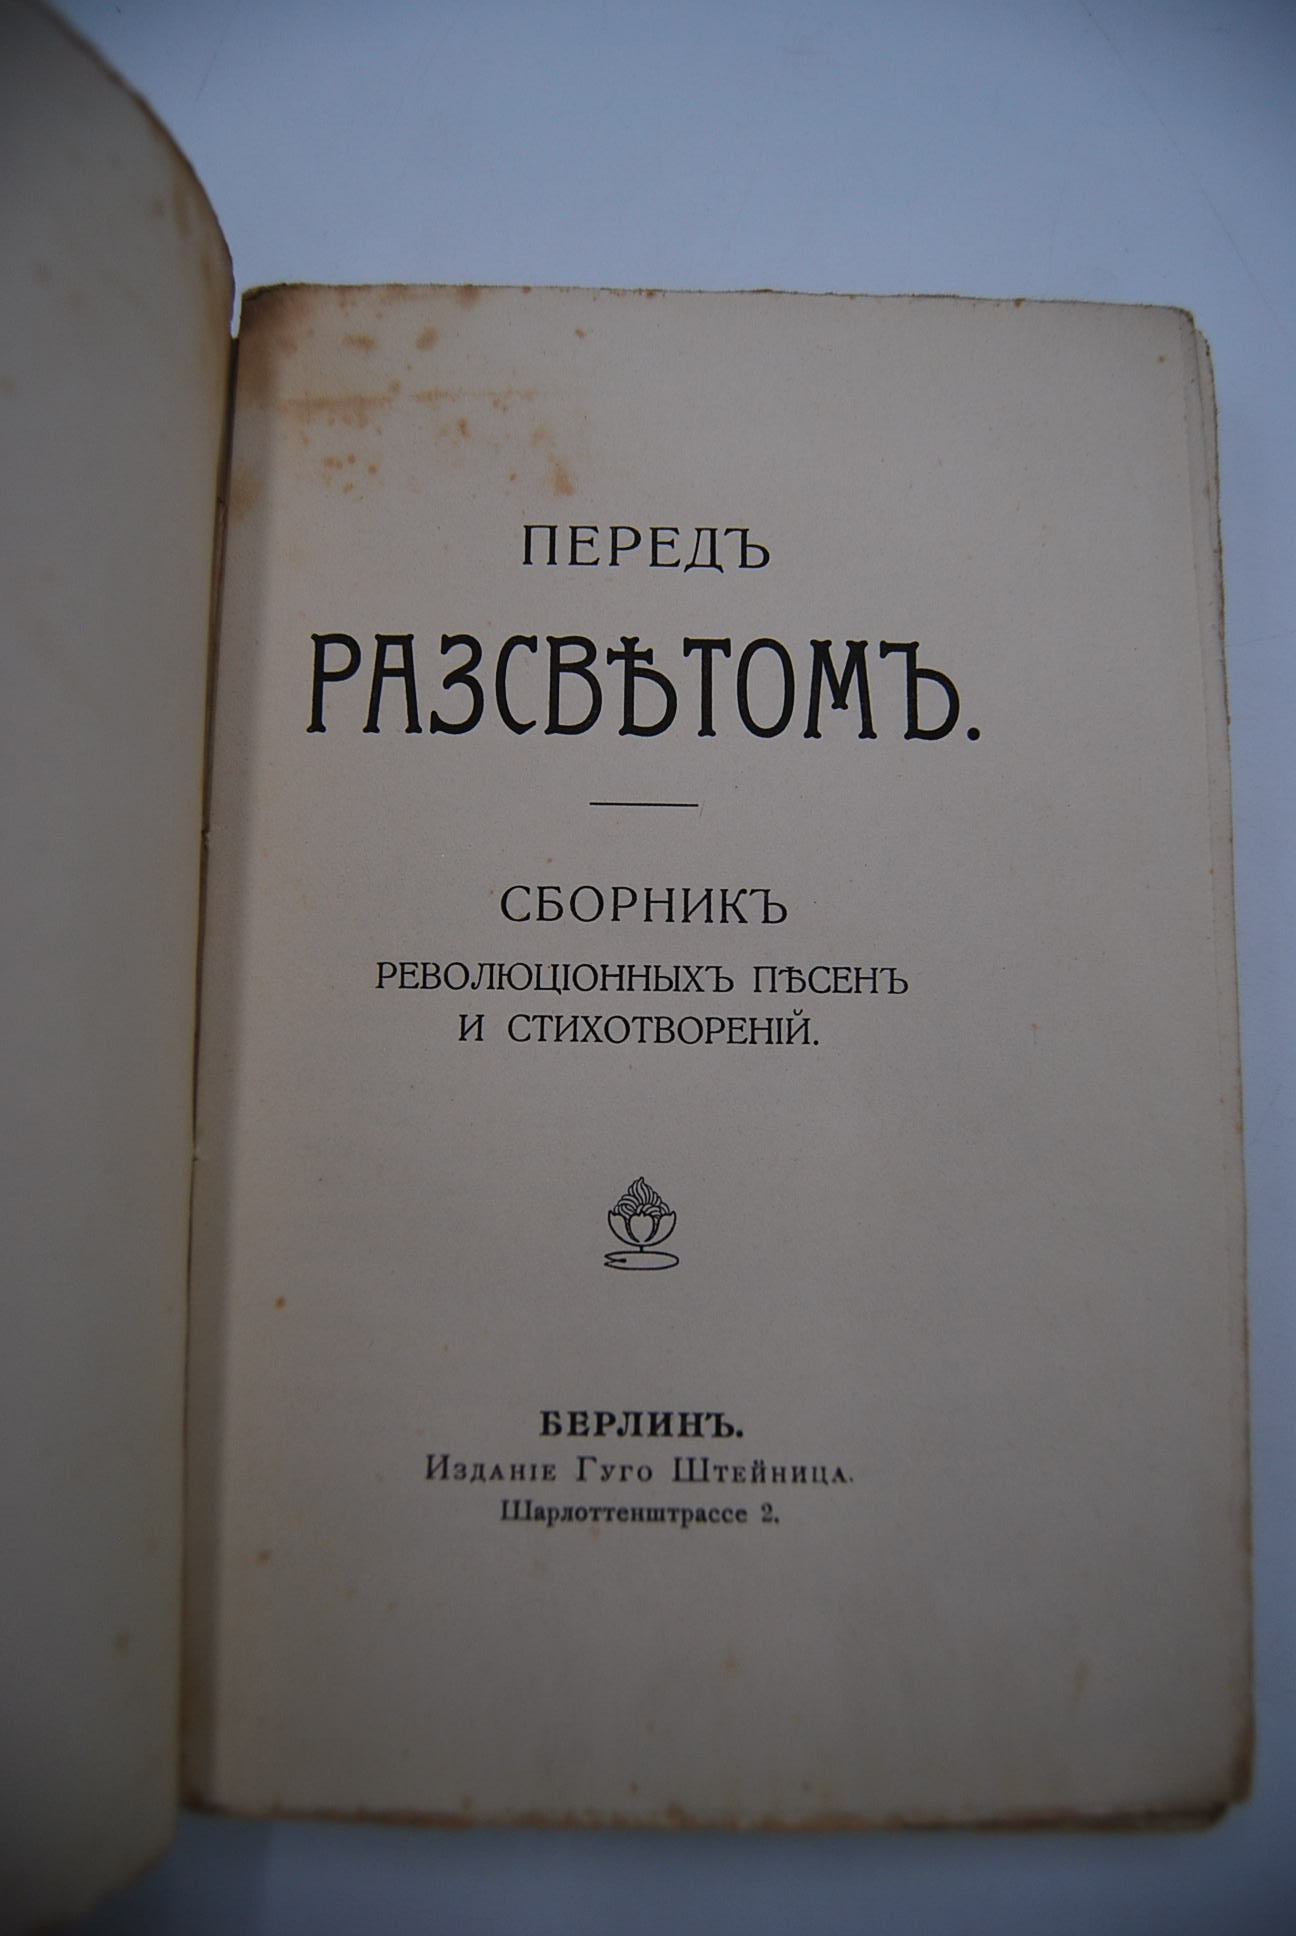 ПЕРЕДЪ
РАЗСВѢТОМЪ.
СБОРНИКЪ
РЕВОЛЮЦІОННЫХЪ ПѢСЕНЪ
И СТИХОТВОРЕНІЙ.
БЕРЛИНЪ.
Изданіе Гуго Штейница.
Шарлоттенштрассе 2.